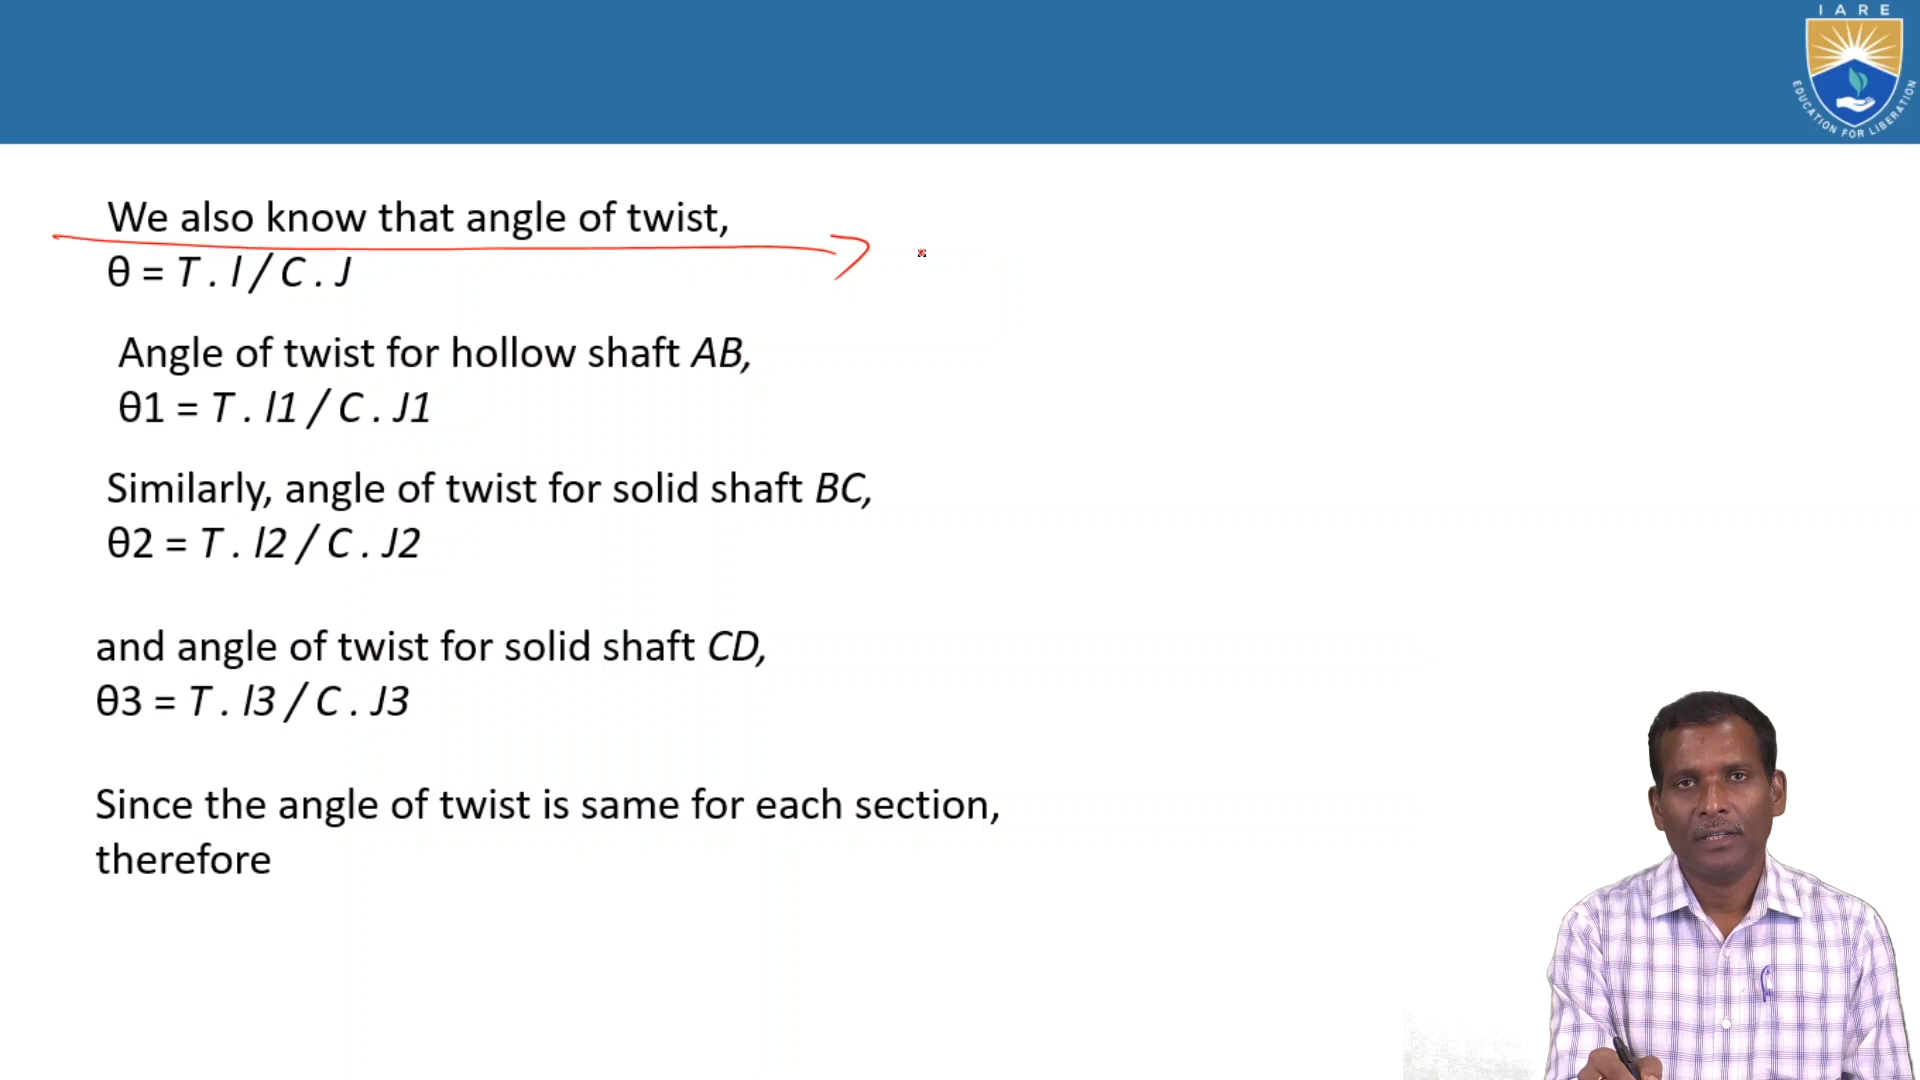 IARE
EDUCATION FOR LIBERATION
We also know that angle of twist,
θ = T . l / C . J
Angle of twist for hollow shaft AB,
θ1 = T . l1 / C . J1
Similarly, angle of twist for solid shaft BC,
θ2 = T . l2 / C . J2
and angle of twist for solid shaft CD,
θ3 = T . l3 / C . J3
Since the angle of twist is same for each section,
therefore